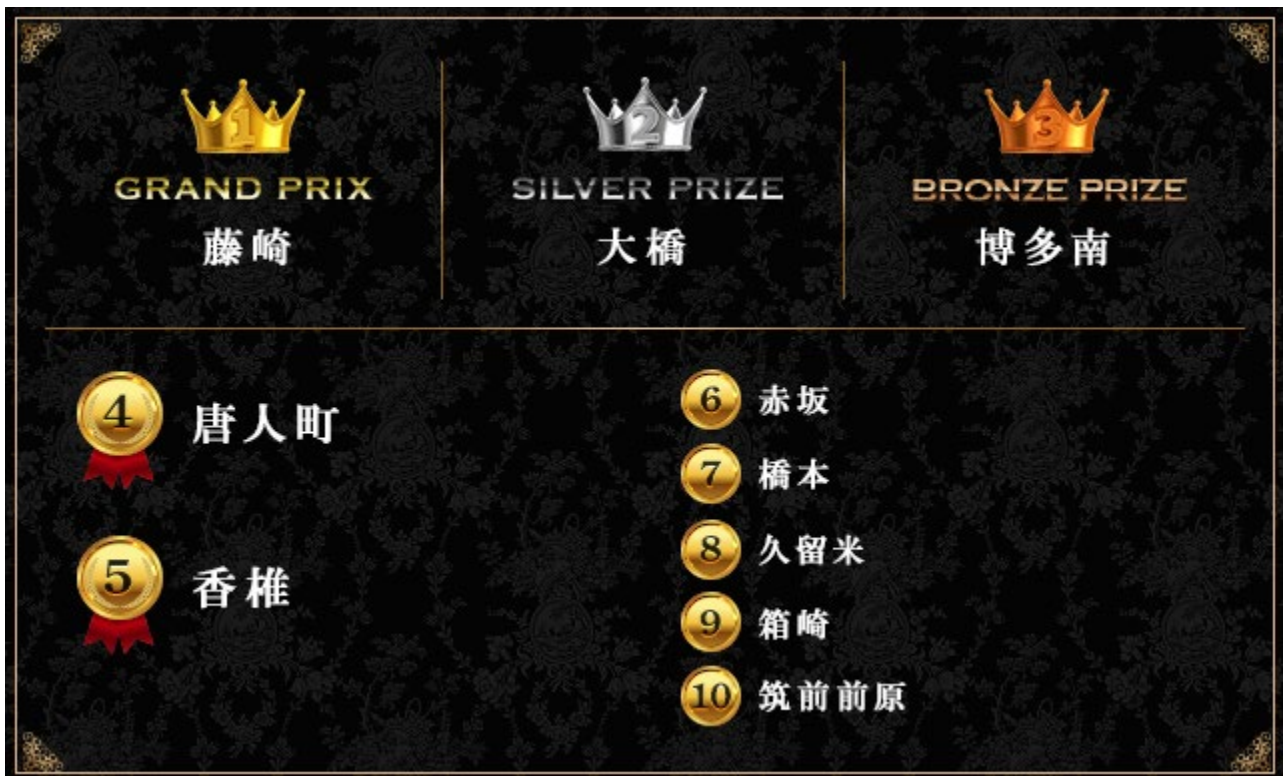 1
GRAND PRIX
藤崎
2
SILVER PRIZE
大橋
3
BRONZE PRIZE
博多南
4 唐人町
5 香椎
6 赤坂
7 橋本
8 久留米
9 箱崎
10 筑前前原